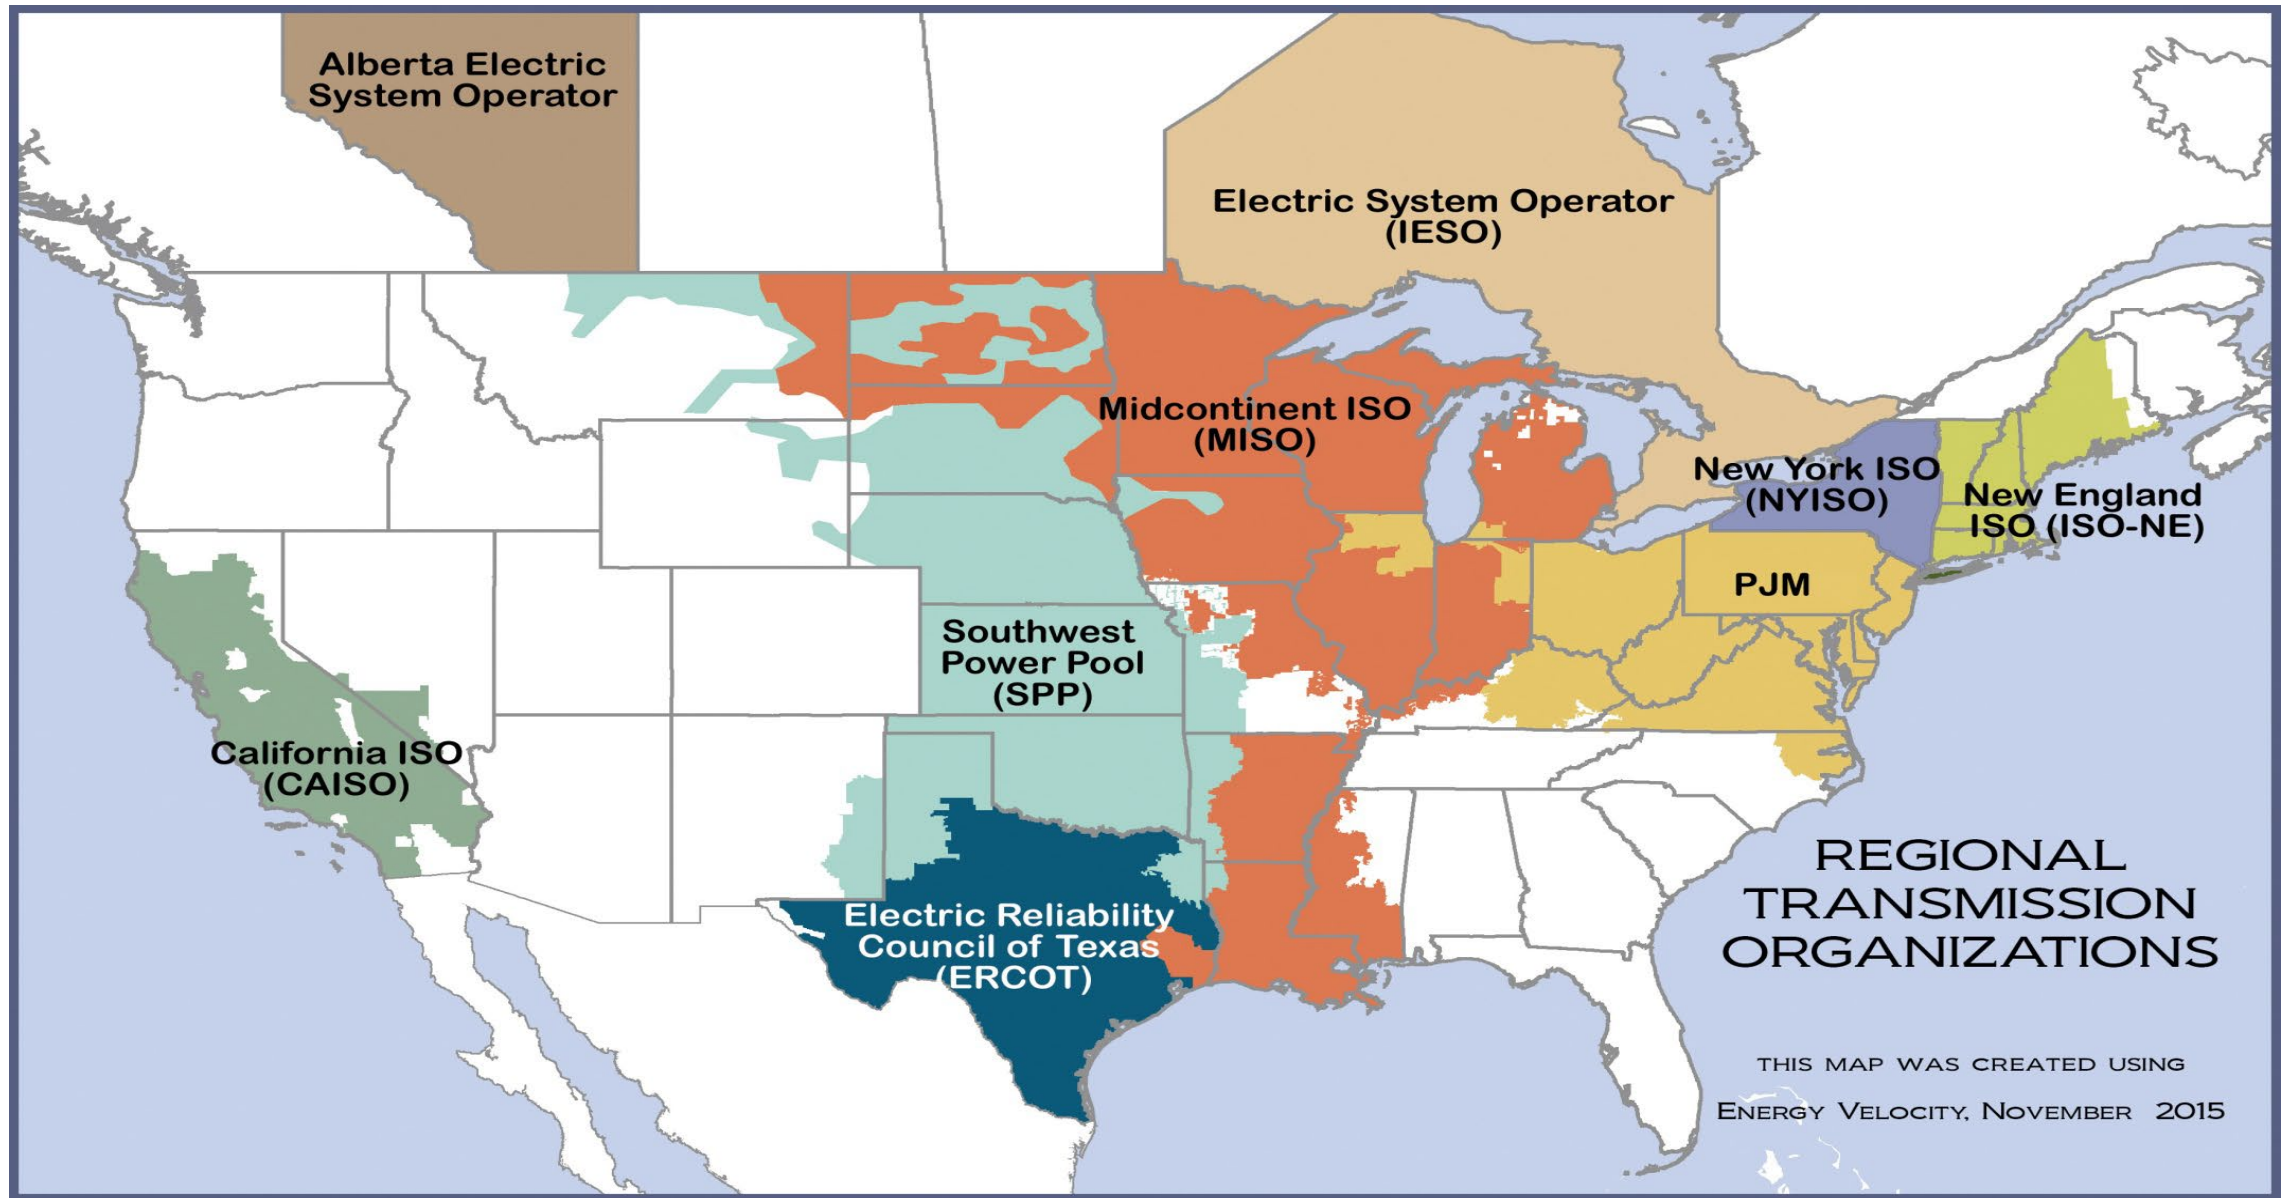 Alberta Electric
System Operator
Electric System Operator
(IESO)
Midcontinent ISO
(MISO)
New York ISO
(NYISO)
New England
ISO (ISO-NE)
PJM
Southwest
Power Pool
(SPP)
California ISO
(CAISO)
Electric Reliability
Council of Texas
(ERCOT)
REGIONAL
TRANSMISSION
ORGANIZATIONS
THIS MAP WAS CREATED USING
ENERGY VELOCITY, NOVEMBER 2015